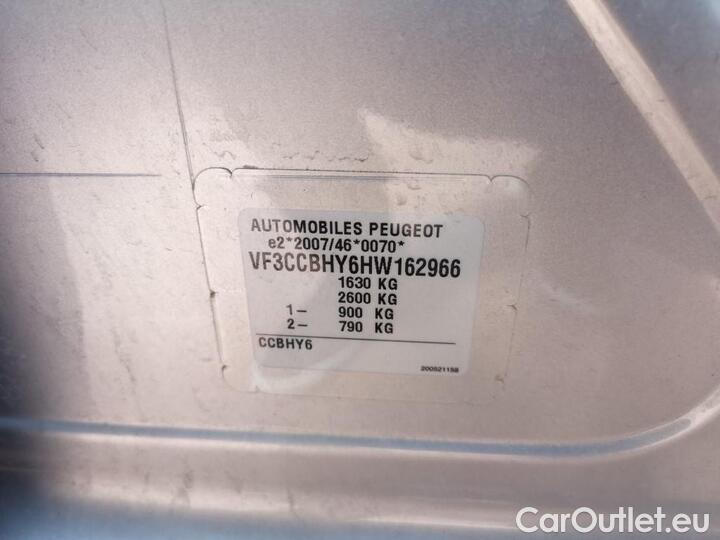 AUTOMOBILES PEUGEOT
e2*2007/46*0070*
VF3CCBHY6HW162966
1630 KG
2600 KG
1- 900 KG
2- 790 KG
CCBHY6
200521158
CarOutlet.eu